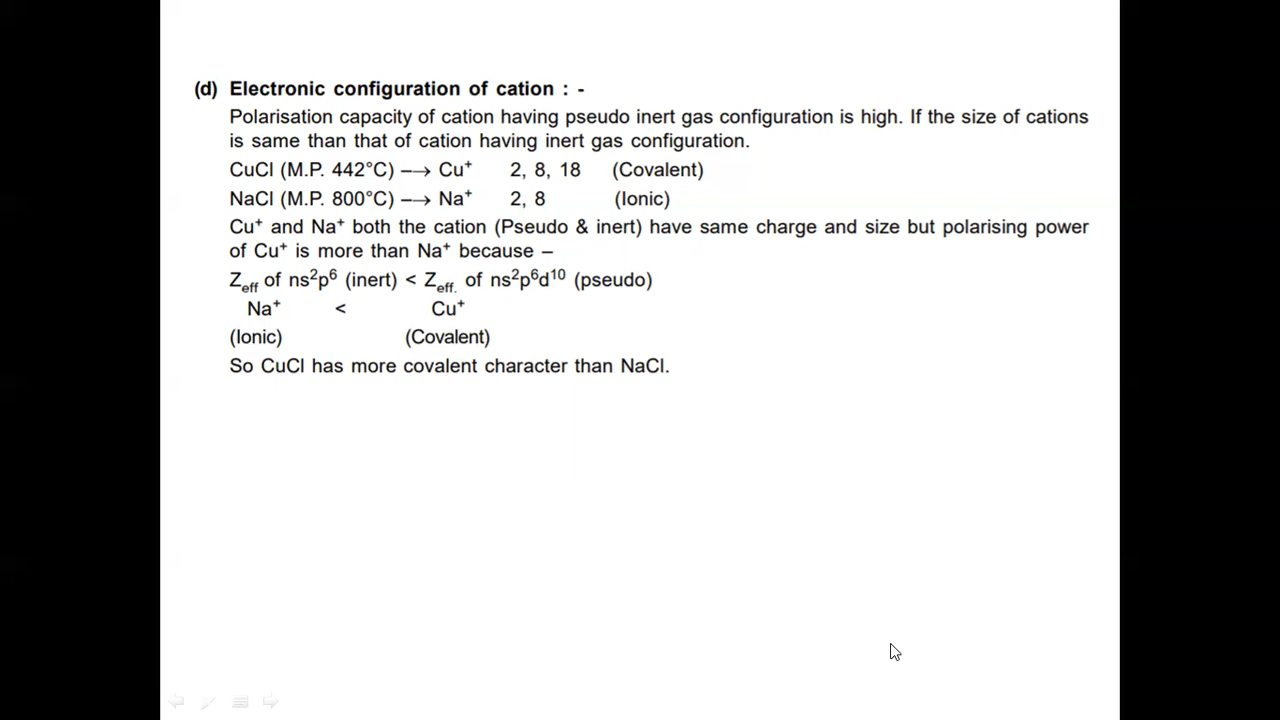 (d) Electronic configuration of cation : -
Polarisation capacity of cation having pseudo inert gas configuration is high. If the size of cations
is same than that of cation having inert gas configuration.
CuCl (M.P. 442°C) –→ Cu⁺ 2, 8, 18 (Covalent)
NaCl (M.P. 800°C) –→ Na⁺ 2, 8 (Ionic)
Cu⁺ and Na⁺ both the cation (Pseudo & inert) have same charge and size but polarising power
of Cu⁺ is more than Na⁺ because –
Zeff of ns²p⁶ (inert) < Zeff. of ns²p⁶d¹⁰ (pseudo)
Na⁺ < Cu⁺
(Ionic) (Covalent)
So CuCl has more covalent character than NaCl.